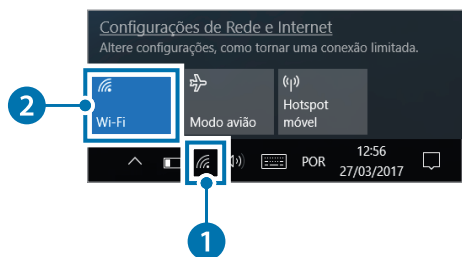 Configurações de Rede e Internet
Altere configurações, como tornar uma conexão limitada.
2
Wi-Fi
Modo avião
Hotspot
móvel
POR
12:56
27/03/2017
1